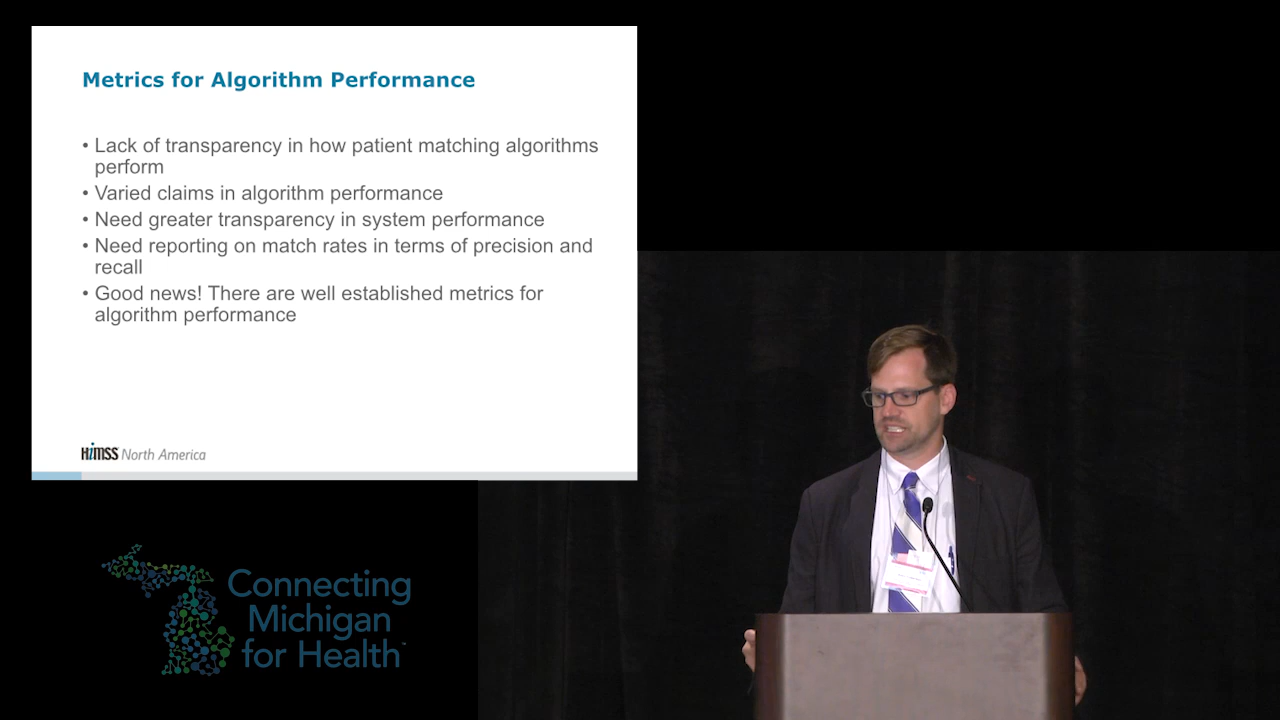 Metrics for Algorithm Performance
• Lack of transparency in how patient matching algorithms
perform
• Varied claims in algorithm performance
• Need greater transparency in system performance
• Need reporting on match rates in terms of precision and
recall
• Good news! There are well established metrics for
algorithm performance
HiMSS North America
Connecting
Michigan
for Health